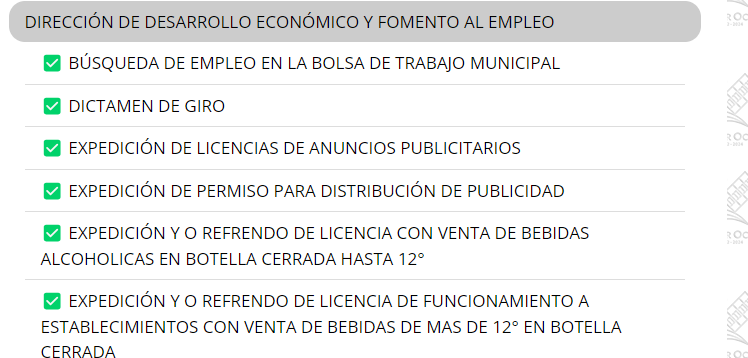 DIRECCIÓN DE DESARROLLO ECONÓMICO Y FOMENTO AL EMPLEO
BÚSQUEDA DE EMPLEO EN LA BOLSA DE TRABAJO MUNICIPAL
DICTAMEN DE GIRO
EXPEDICIÓN DE LICENCIAS DE ANUNCIOS PUBLICITARIOS
EXPEDICIÓN DE PERMISO PARA DISTRIBUCIÓN DE PUBLICIDAD
EXPEDICIÓN Y O REFRENDO DE LICENCIA CON VENTA DE BEBIDAS
ALCOHOLICAS EN BOTELLA CERRADA HASTA 12°
EXPEDICIÓN Y O REFRENDO DE LICENCIA DE FUNCIONAMIENTO A
ESTABLECIMIENTOS CON VENTA DE BEBIDAS DE MAS DE 12° EN BOTELLA
CERRADA